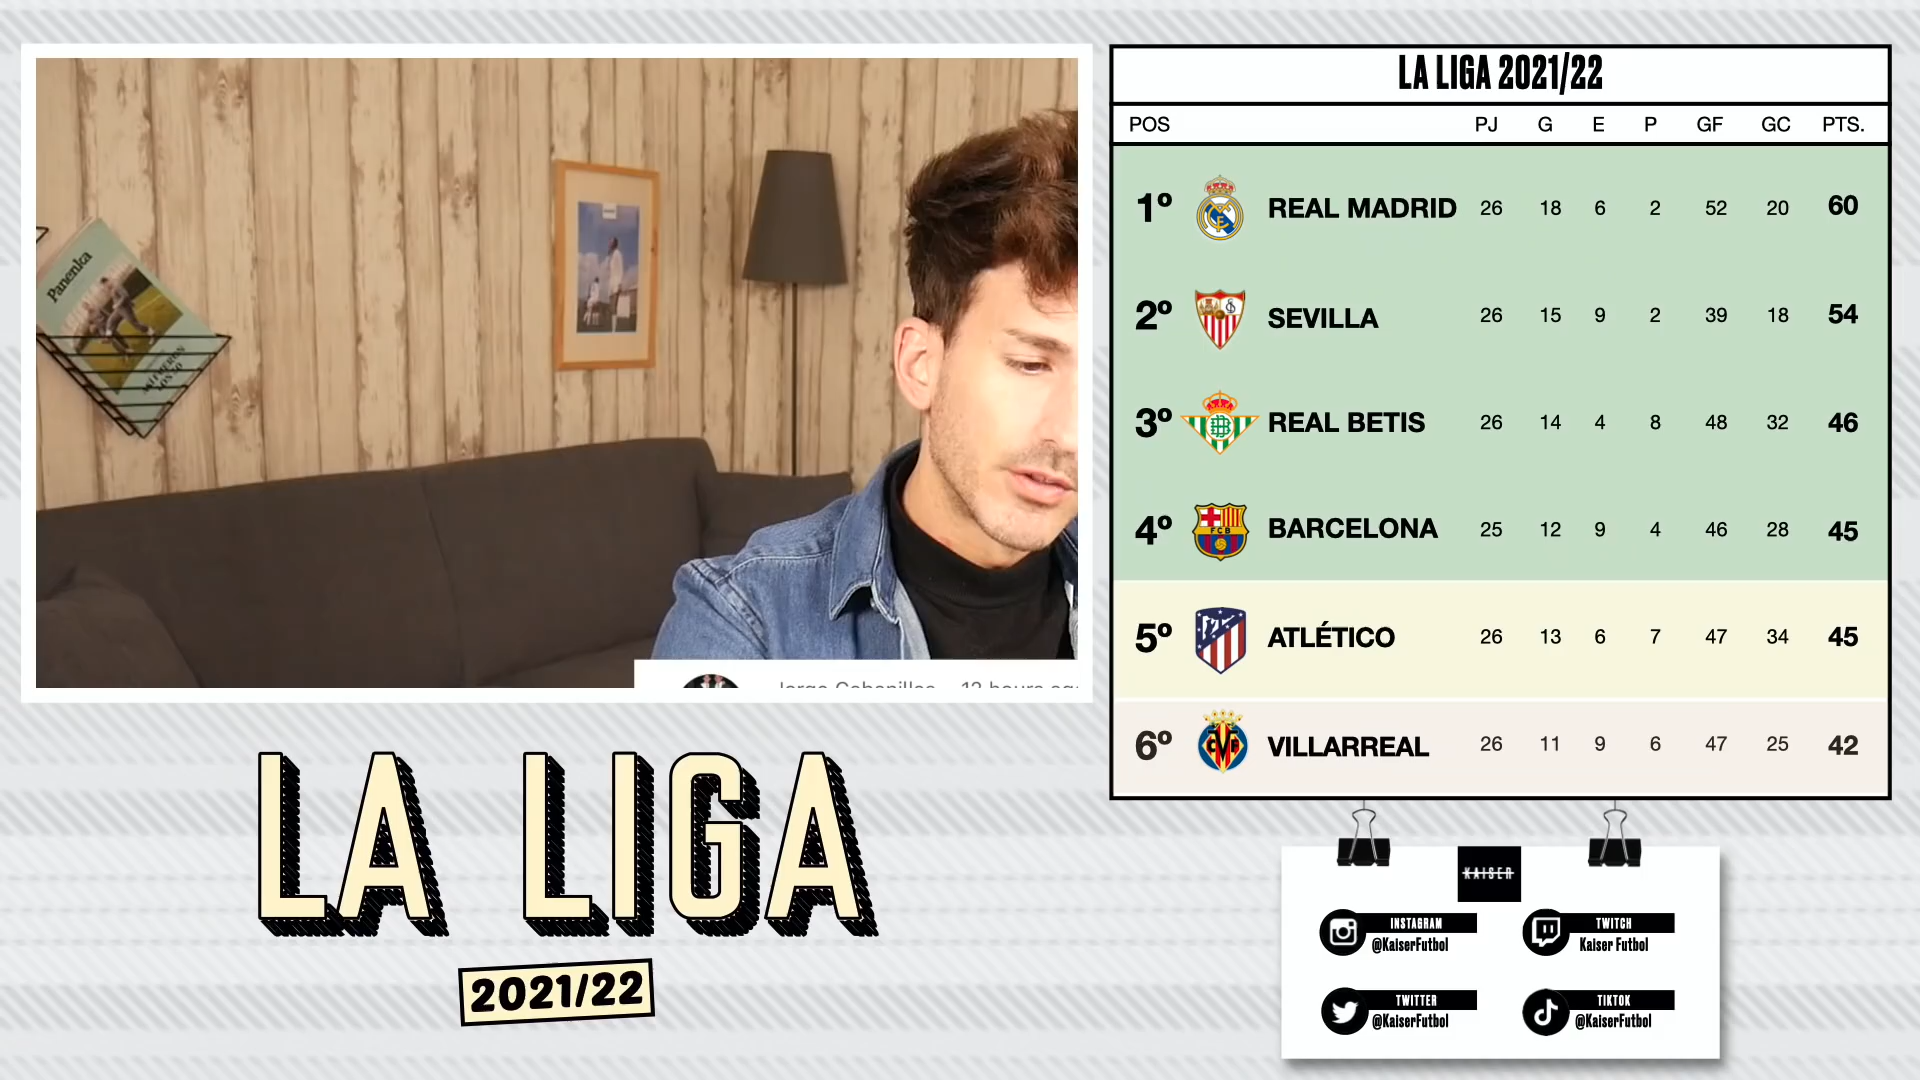 Panenka
LA LIGA
2021/22
LA LIGA 2021/22
POS PJ G E P GF GC PTS.
1º REAL MADRID 26 18 6 2 52 20 60
2º SEVILLA 26 15 9 2 39 18 54
3º REAL BETIS 26 14 4 8 48 32 46
4º FCB BARCELONA 25 12 9 4 46 28 45
5º ATLÉTICO 26 13 6 7 47 34 45
6º VILLARREAL 26 11 9 6 47 25 42
KAISER
INSTAGRAM
@KaiserFutbol
TWITCH
Kaiser Futbol
TWITTER
@KaiserFutbol
TIKTOK
@KaiserFutbol